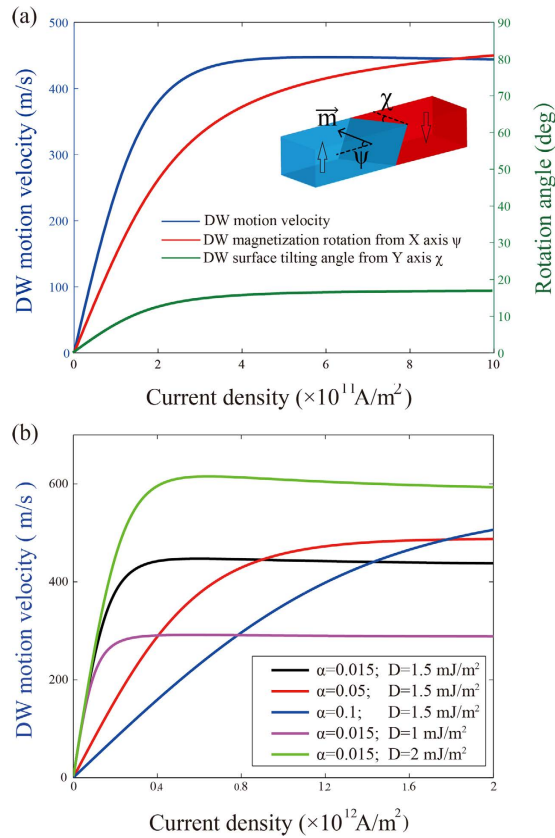 (a)
500
400
300
200
100
0
DW motion velocity (m/s)
90
80
70
60
50
40
30
20
10
0
Rotation angle (deg)
χ
m
ψ
DW motion velocity
DW magnetization rotation from X axis ψ
DW surface tilting angle from Y axis χ
0 2 4 6 8 10
Current density (×10¹¹A/m²)
(b)
600
400
200
0
DW motion velocity ( m/s)
α=0.015; D=1.5 mJ/m²
α=0.05; D=1.5 mJ/m²
α=0.1; D=1.5 mJ/m²
α=0.015; D=1 mJ/m²
α=0.015; D=2 mJ/m²
0 0.4 0.8 1.2 1.6 2
Current density (×10¹²A/m²)